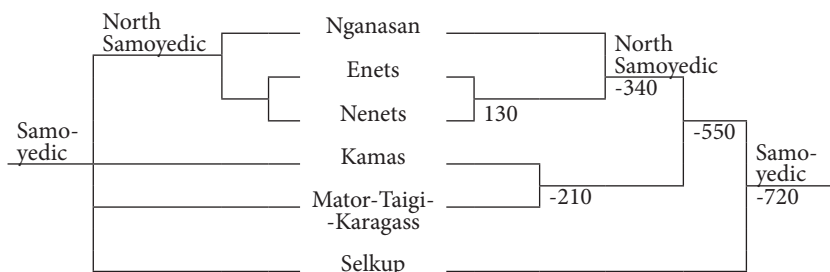 North
Samoyedic
Nganasan
North
Samoyedic
Enets
-340
Nenets
130
Samo-
yedic
-550
Kamas
Samo-
yedic
Mator-Taigi-
-Karagass
-210
-720
Selkup